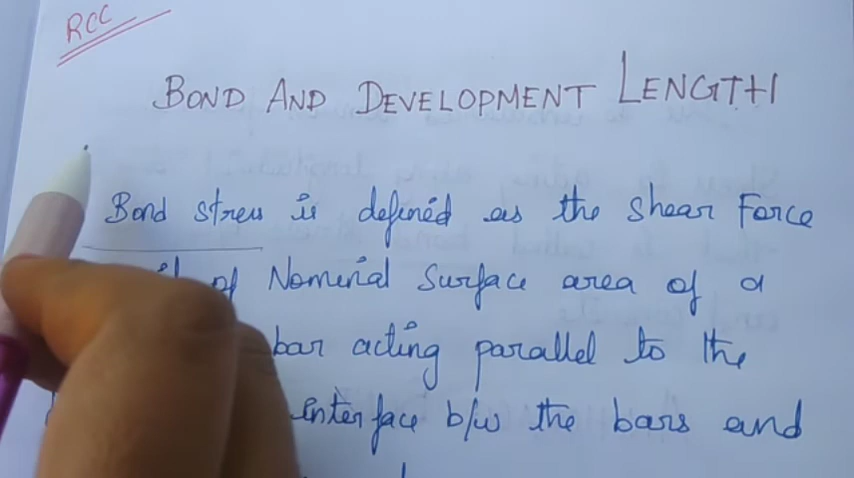 RCC
BOND AND DEVELOPMENT LENGTH
Bond stress is defined as the shear Force
of Nominal Surface area of a
bar acting parallel to the
interface b/w the bars and